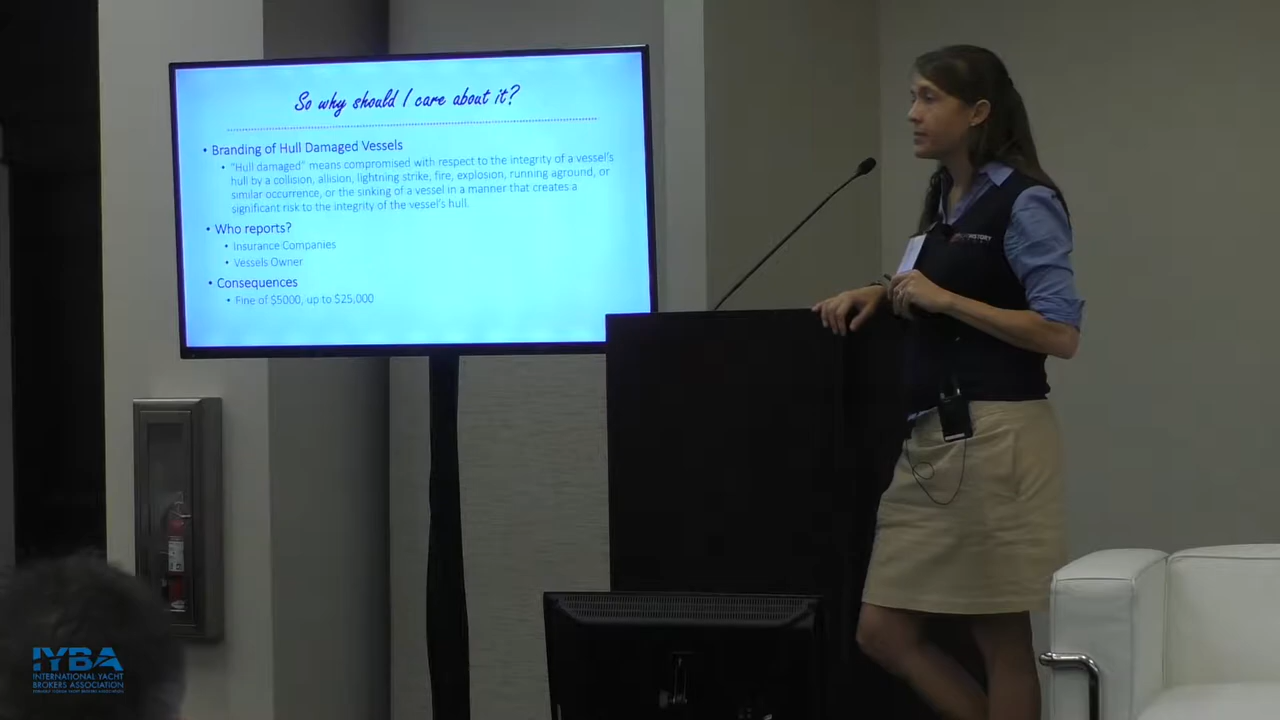 So why should I care about it?
• Branding of Hull Damaged Vessels
• "Hull damaged" means compromised with respect to the integrity of a vessel's
hull by a collision, allision, lightning strike, fire, explosion, running aground, or
similar occurrence, or the sinking of a vessel in a manner that creates a
significant risk to the integrity of the vessel's hull.
• Who reports?
• Insurance Companies
• Vessels Owner
• Consequences
• Fine of $5000, up to $25,000
HISTORY
IYBA
INTERNATIONAL YACHT
BROKERS ASSOCIATION